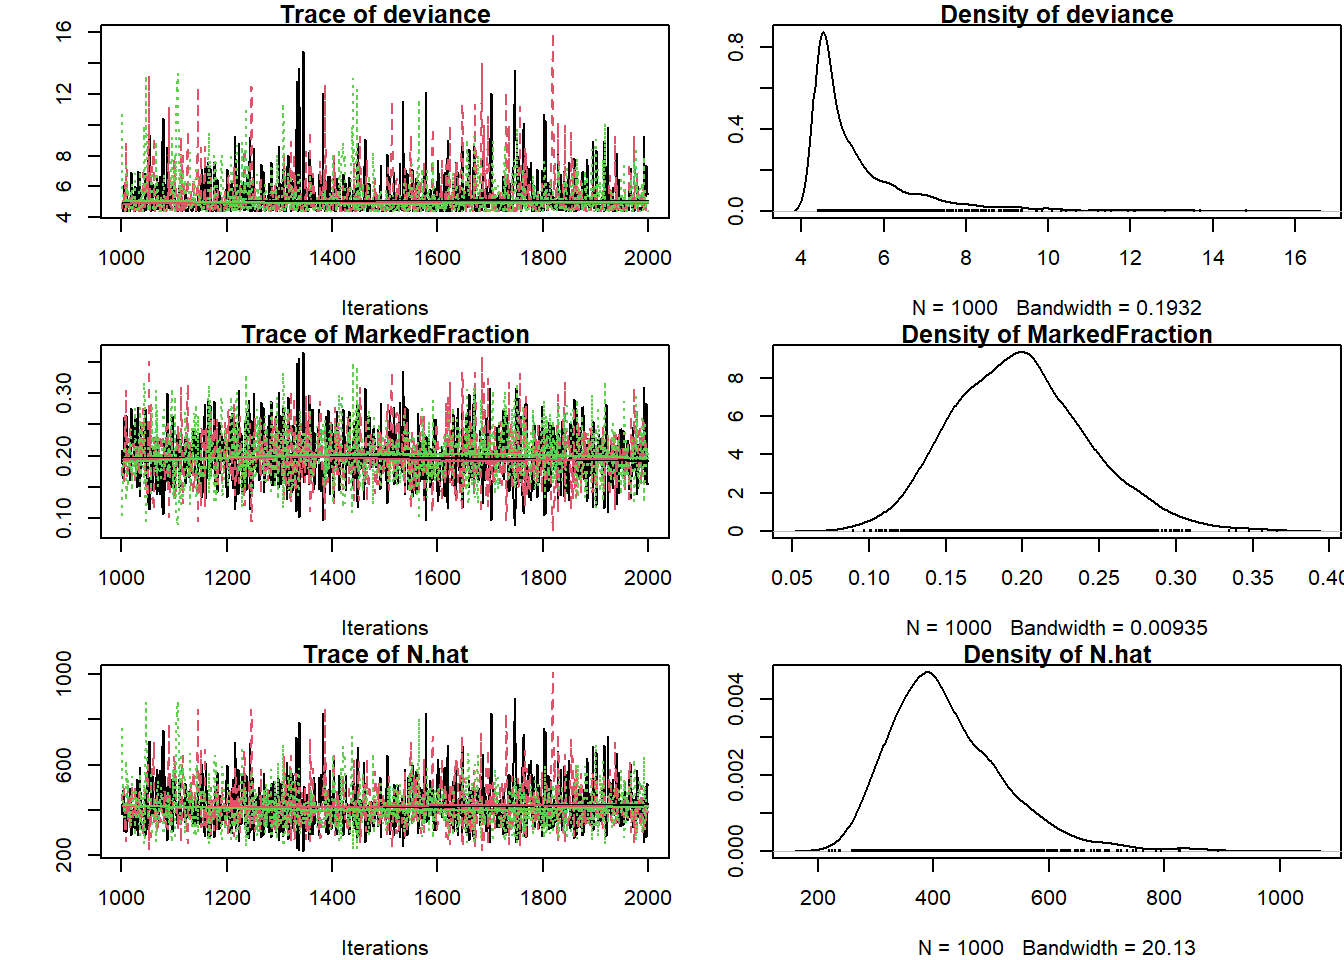 Trace of deviance
16
12
8
6
4
1000 1200 1400 1600 1800 2000
Iterations
Density of deviance
0.8
0.4
0.0
4 6 8 10 12 14 16
N = 1000 Bandwidth = 0.1932
Trace of MarkedFraction
0.30
0.20
0.10
1000 1200 1400 1600 1800 2000
Iterations
Density of MarkedFraction
8
6
4
2
0
0.05 0.10 0.15 0.20 0.25 0.30 0.35 0.40
N = 1000 Bandwidth = 0.00935
Trace of N.hat
1000
600
200
1000 1200 1400 1600 1800 2000
Iterations
Density of N.hat
0.004
0.002
0.000
200 400 600 800 1000
N = 1000 Bandwidth = 20.13